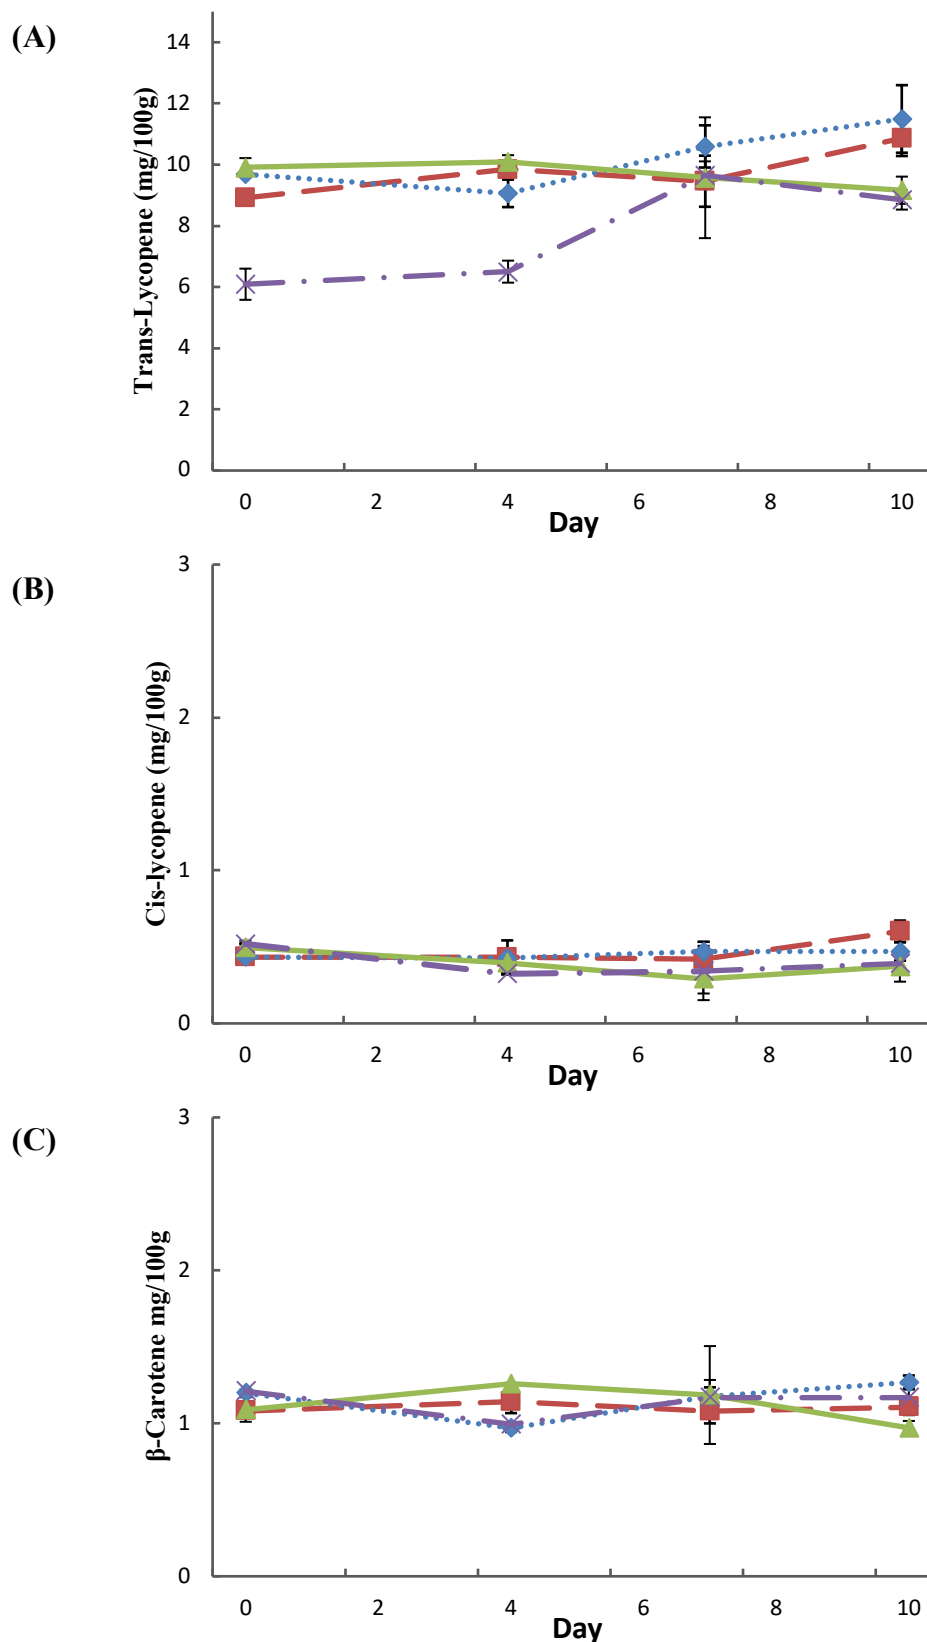 (A)
Trans-Lycopene (mg/100g)
14
12
10
8
6
4
2
0
0 2 4 6 8 10
Day
(B)
Cis-lycopene (mg/100g)
3
2
1
0
0 2 4 6 8 10
Day
(C)
β-Carotene mg/100g
3
2
1
0
0 2 4 6 8 10
Day